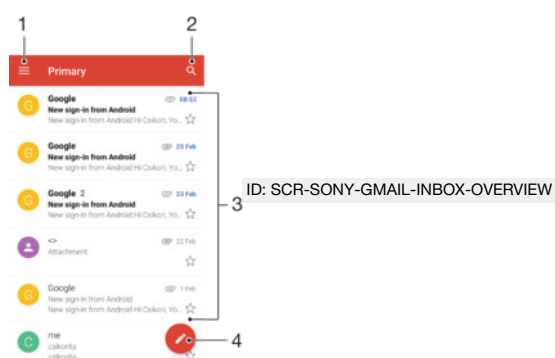 1
2
Primary
Google
08:52
New sign-in from Android
New sign-in from Android Hi Csikori, Yo...
Google
25 Feb
New sign-in from Android
New sign-in from Android Hi Csikori, Yo...
Google 2
23 Feb
New sign-in from Android
New sign-in from Android Hi Csikori, Yo...
3
ID: SCR-SONY-GMAIL-INBOX-OVERVIEW
<>
22 Feb
Attachment
Google
1 Feb
New sign-in from Android
New sign-in from Android Hi Csikori, Yo...
4
me
csikorita
csikorita
G
G
G
G
C